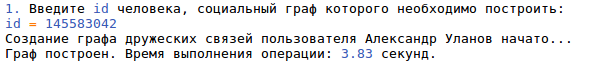 1. Введите id человека, социальный граф которого необходимо построить:
id = 145583042
Создание графа дружеских связей пользователя Александр Уланов начато...
Граф построен. Время выполнения операции: 3.83 секунд.